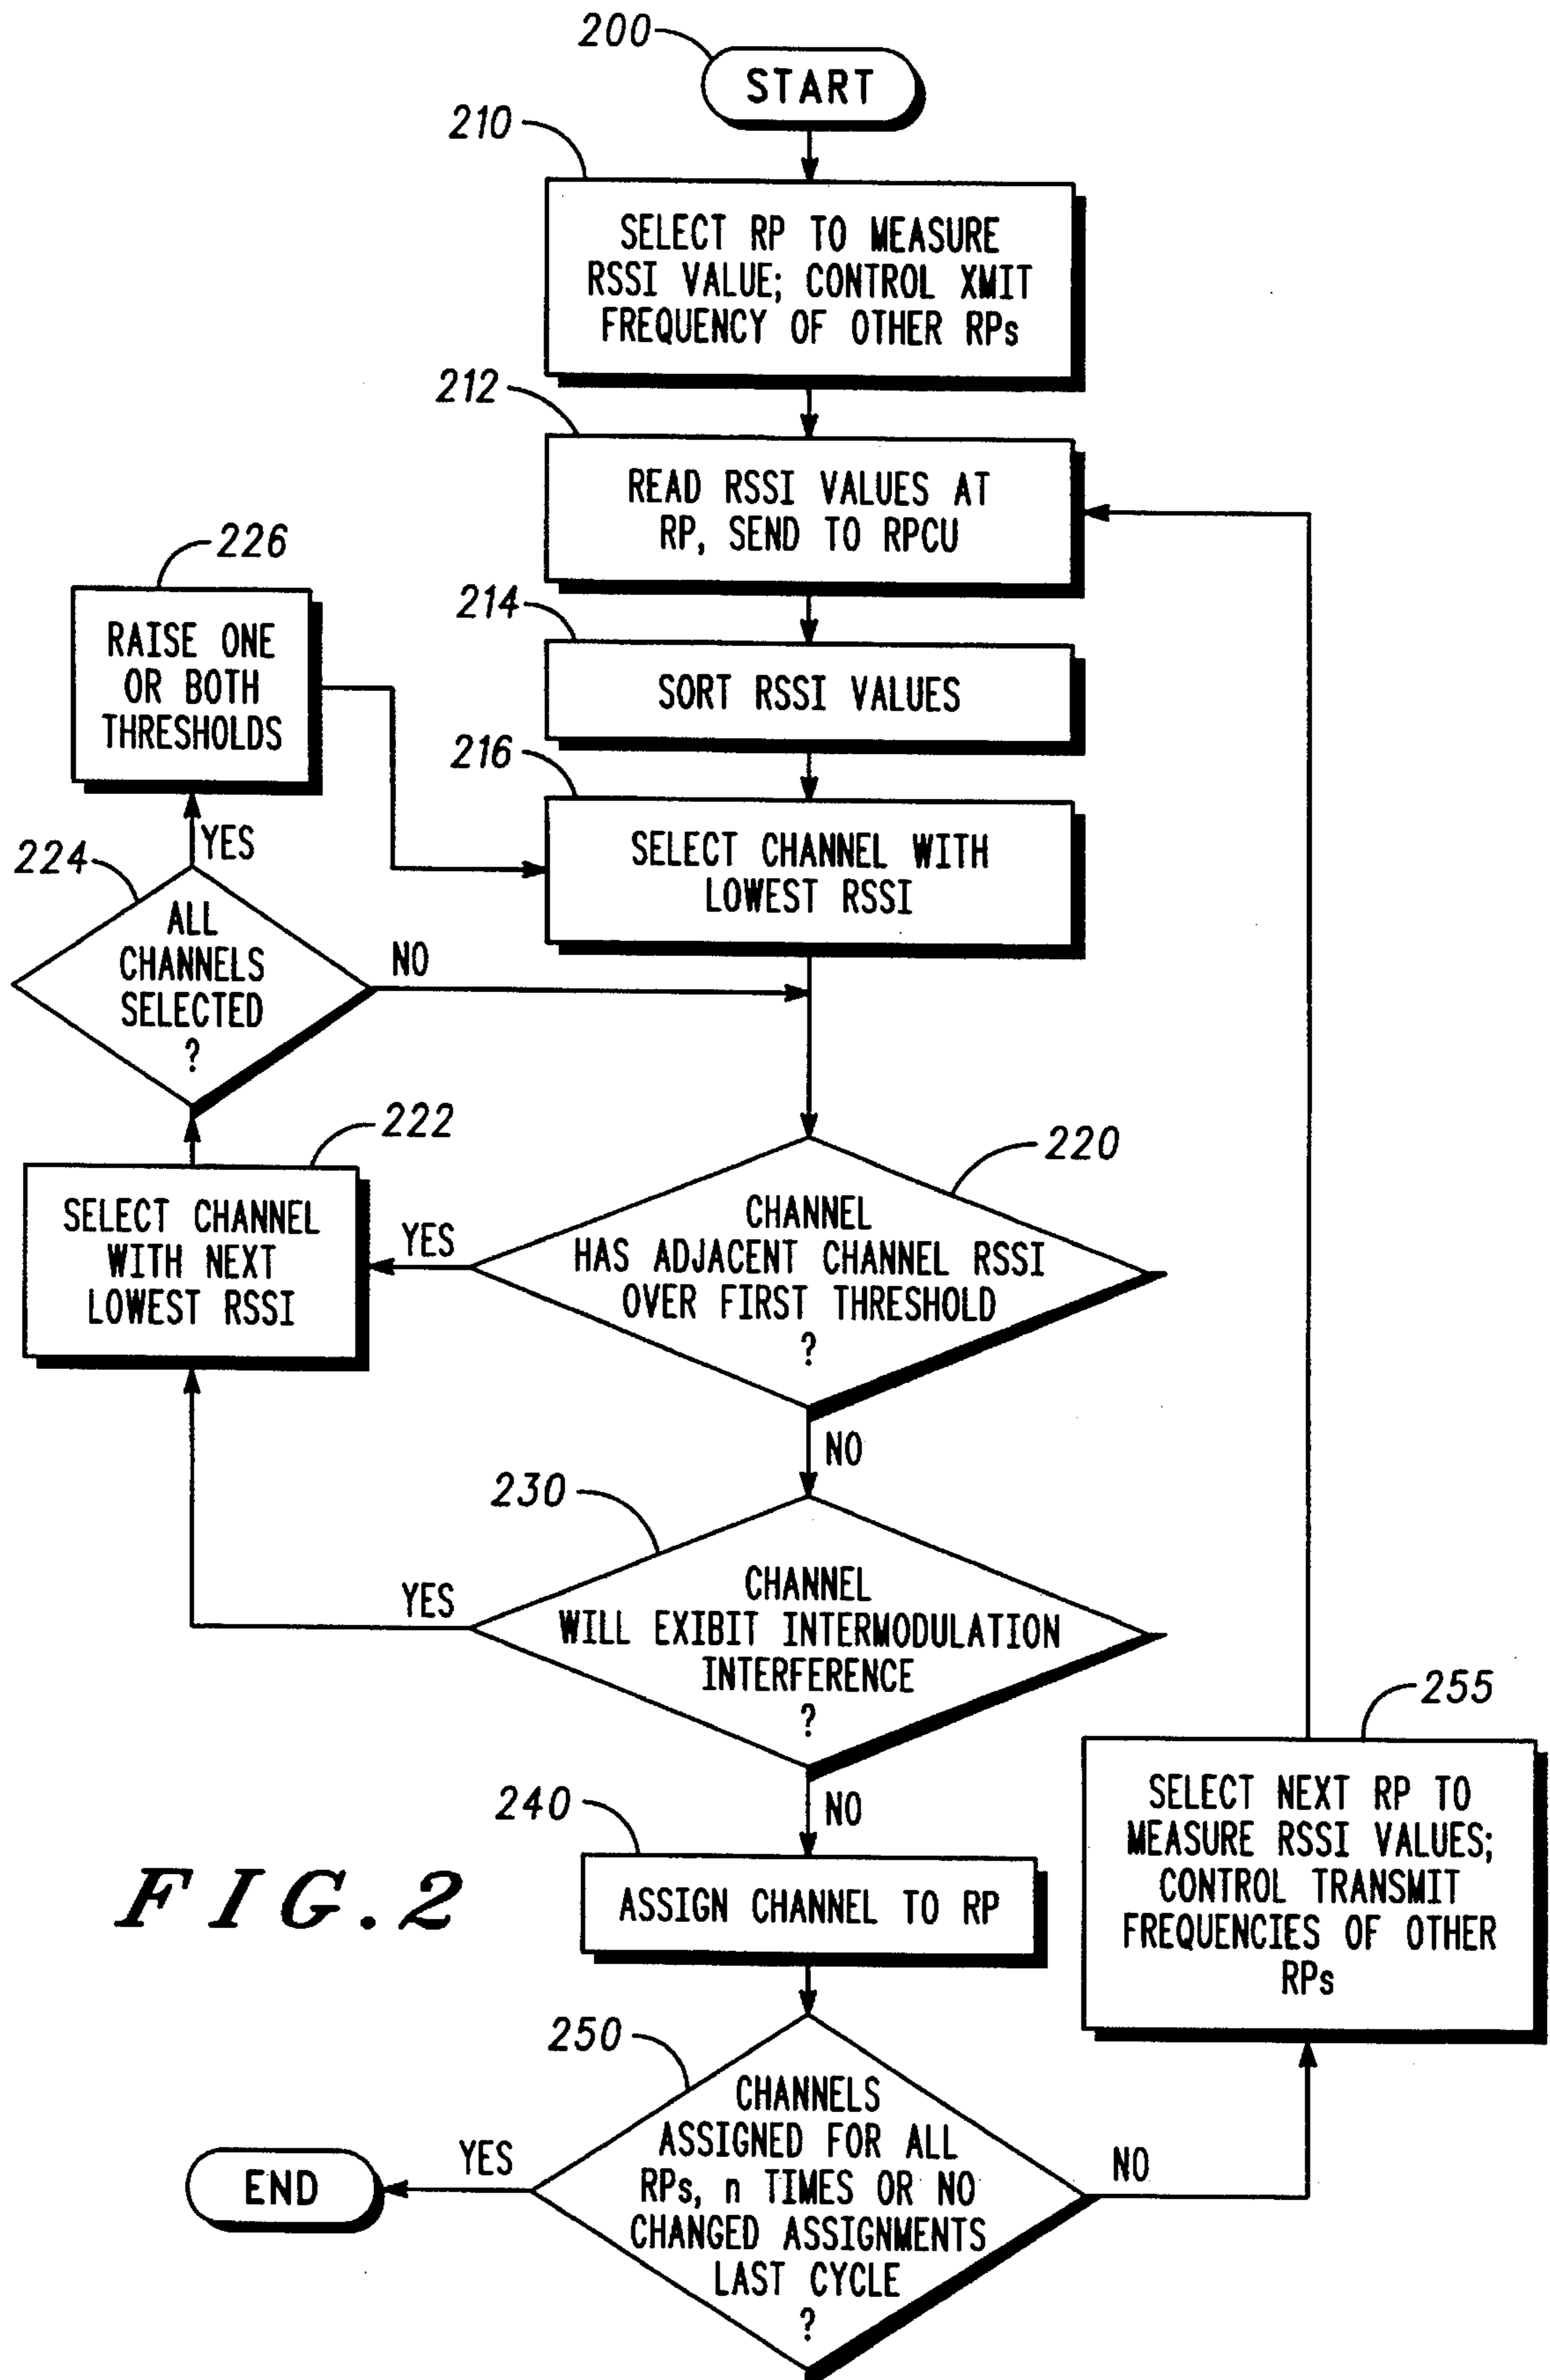 200
START
210
SELECT RP TO MEASURE
RSSI VALUE; CONTROL XMIT
FREQUENCY OF OTHER RPs
212
READ RSSI VALUES AT
RP, SEND TO RPCU
226
RAISE ONE
OR BOTH
THRESHOLDS
214
SORT RSSI VALUES
216
SELECT CHANNEL WITH
LOWEST RSSI
YES
224
ALL
CHANNELS
SELECTED
?
NO
222
SELECT CHANNEL
WITH NEXT
LOWEST RSSI
YES
220
CHANNEL
HAS ADJACENT CHANNEL RSSI
OVER FIRST THRESHOLD
?
NO
230
CHANNEL
WILL EXIBIT INTERMODULATION
INTERFERENCE
?
YES
NO
255
SELECT NEXT RP TO
MEASURE RSSI VALUES;
CONTROL TRANSMIT
FREQUENCIES OF OTHER
RPs
240
ASSIGN CHANNEL TO RP
FIG.2
250
CHANNELS
ASSIGNED FOR ALL
RPs, n TIMES OR NO
CHANGED ASSIGNMENTS
LAST CYCLE
?
YES
NO
END